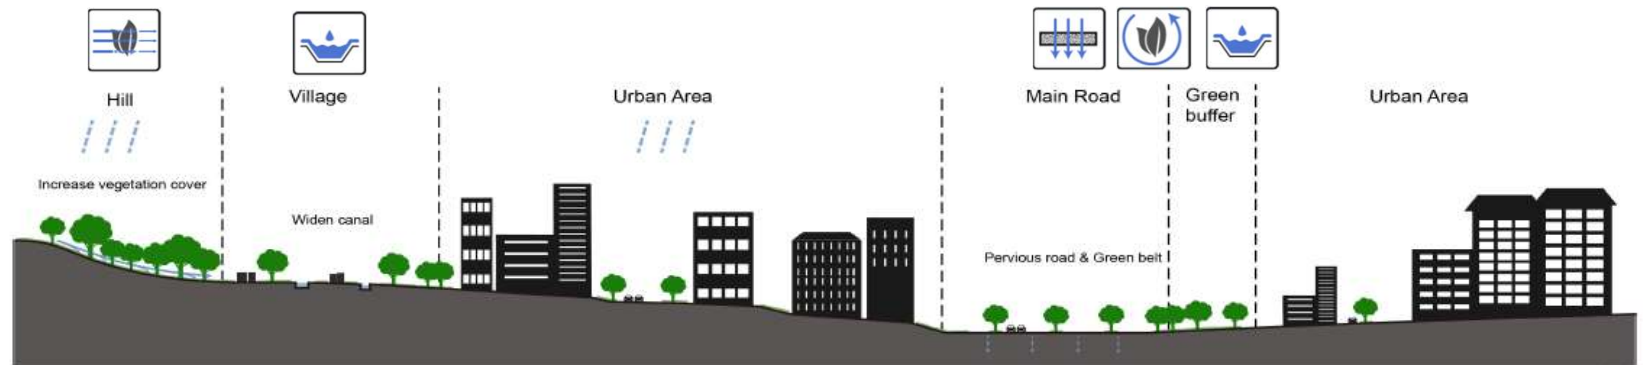 Hill
Village
Urban Area
Main Road
Green
buffer
Urban Area
Increase vegetation cover
Widen canal
Pervious road & Green belt